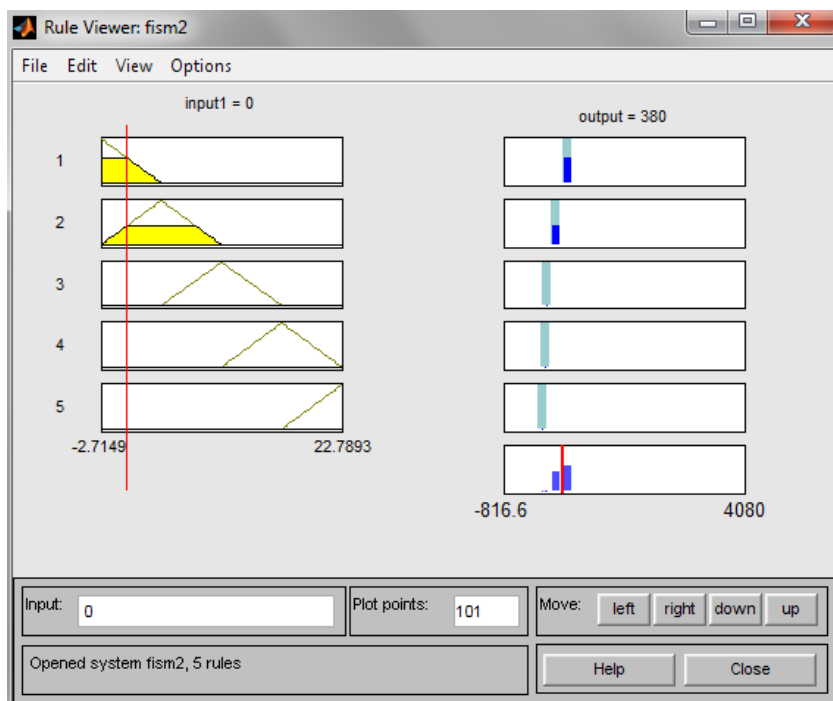 Rule Viewer: fism2
File Edit View Options
input1 = 0
output = 380
1
2
3
4
5
-2.7149 22.7893
-816.6 4080
Input: 0
Plot points: 101
Move: left right down up
Opened system fism2, 5 rules
Help Close